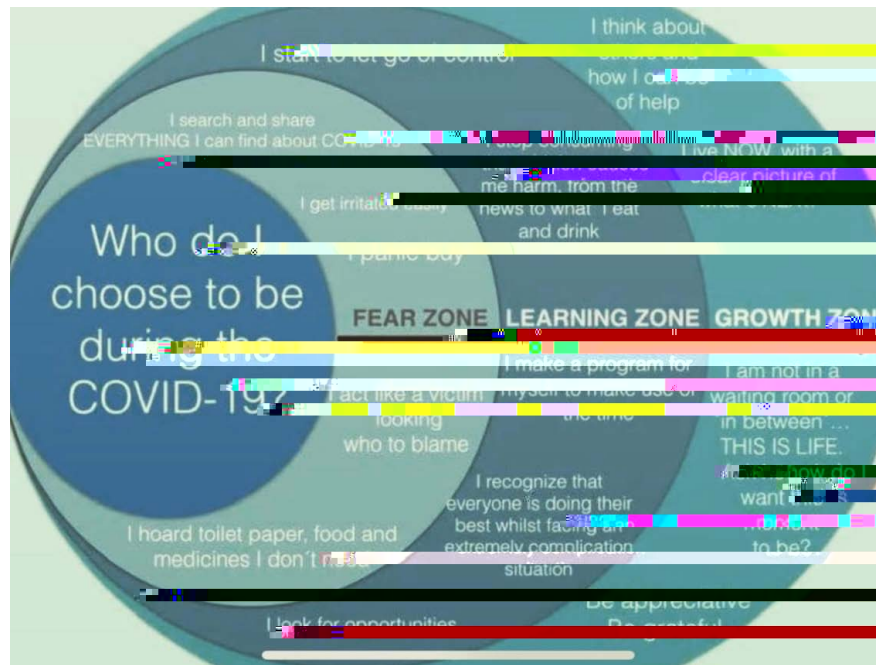 I think about
I start to let go of control
others and
how I can be
of help
I search and share
EVERYTHING I can find about COVID-19
I stop consuming
me harm, from the
news to what I eat
and drink
Live NOW, with a
clear picture of
I get irritated easily
I panic buy
Who do I
choose to be
during the
COVID-19?
FEAR ZONE
LEARNING ZONE
GROWTH ZONE
I make a program for
myself to make use of
the time
I act like a victim
looking
who to blame
I am not in a
waiting room or
in between ...
THIS IS LIFE.
how do I
want this
moment
to be?
I recognize that
everyone is doing their
best whilst facing an
extremely complication
situation
I hoard toilet paper, food and
medicines I don´t need
I look for opportunities
Be appreciative
Be grateful